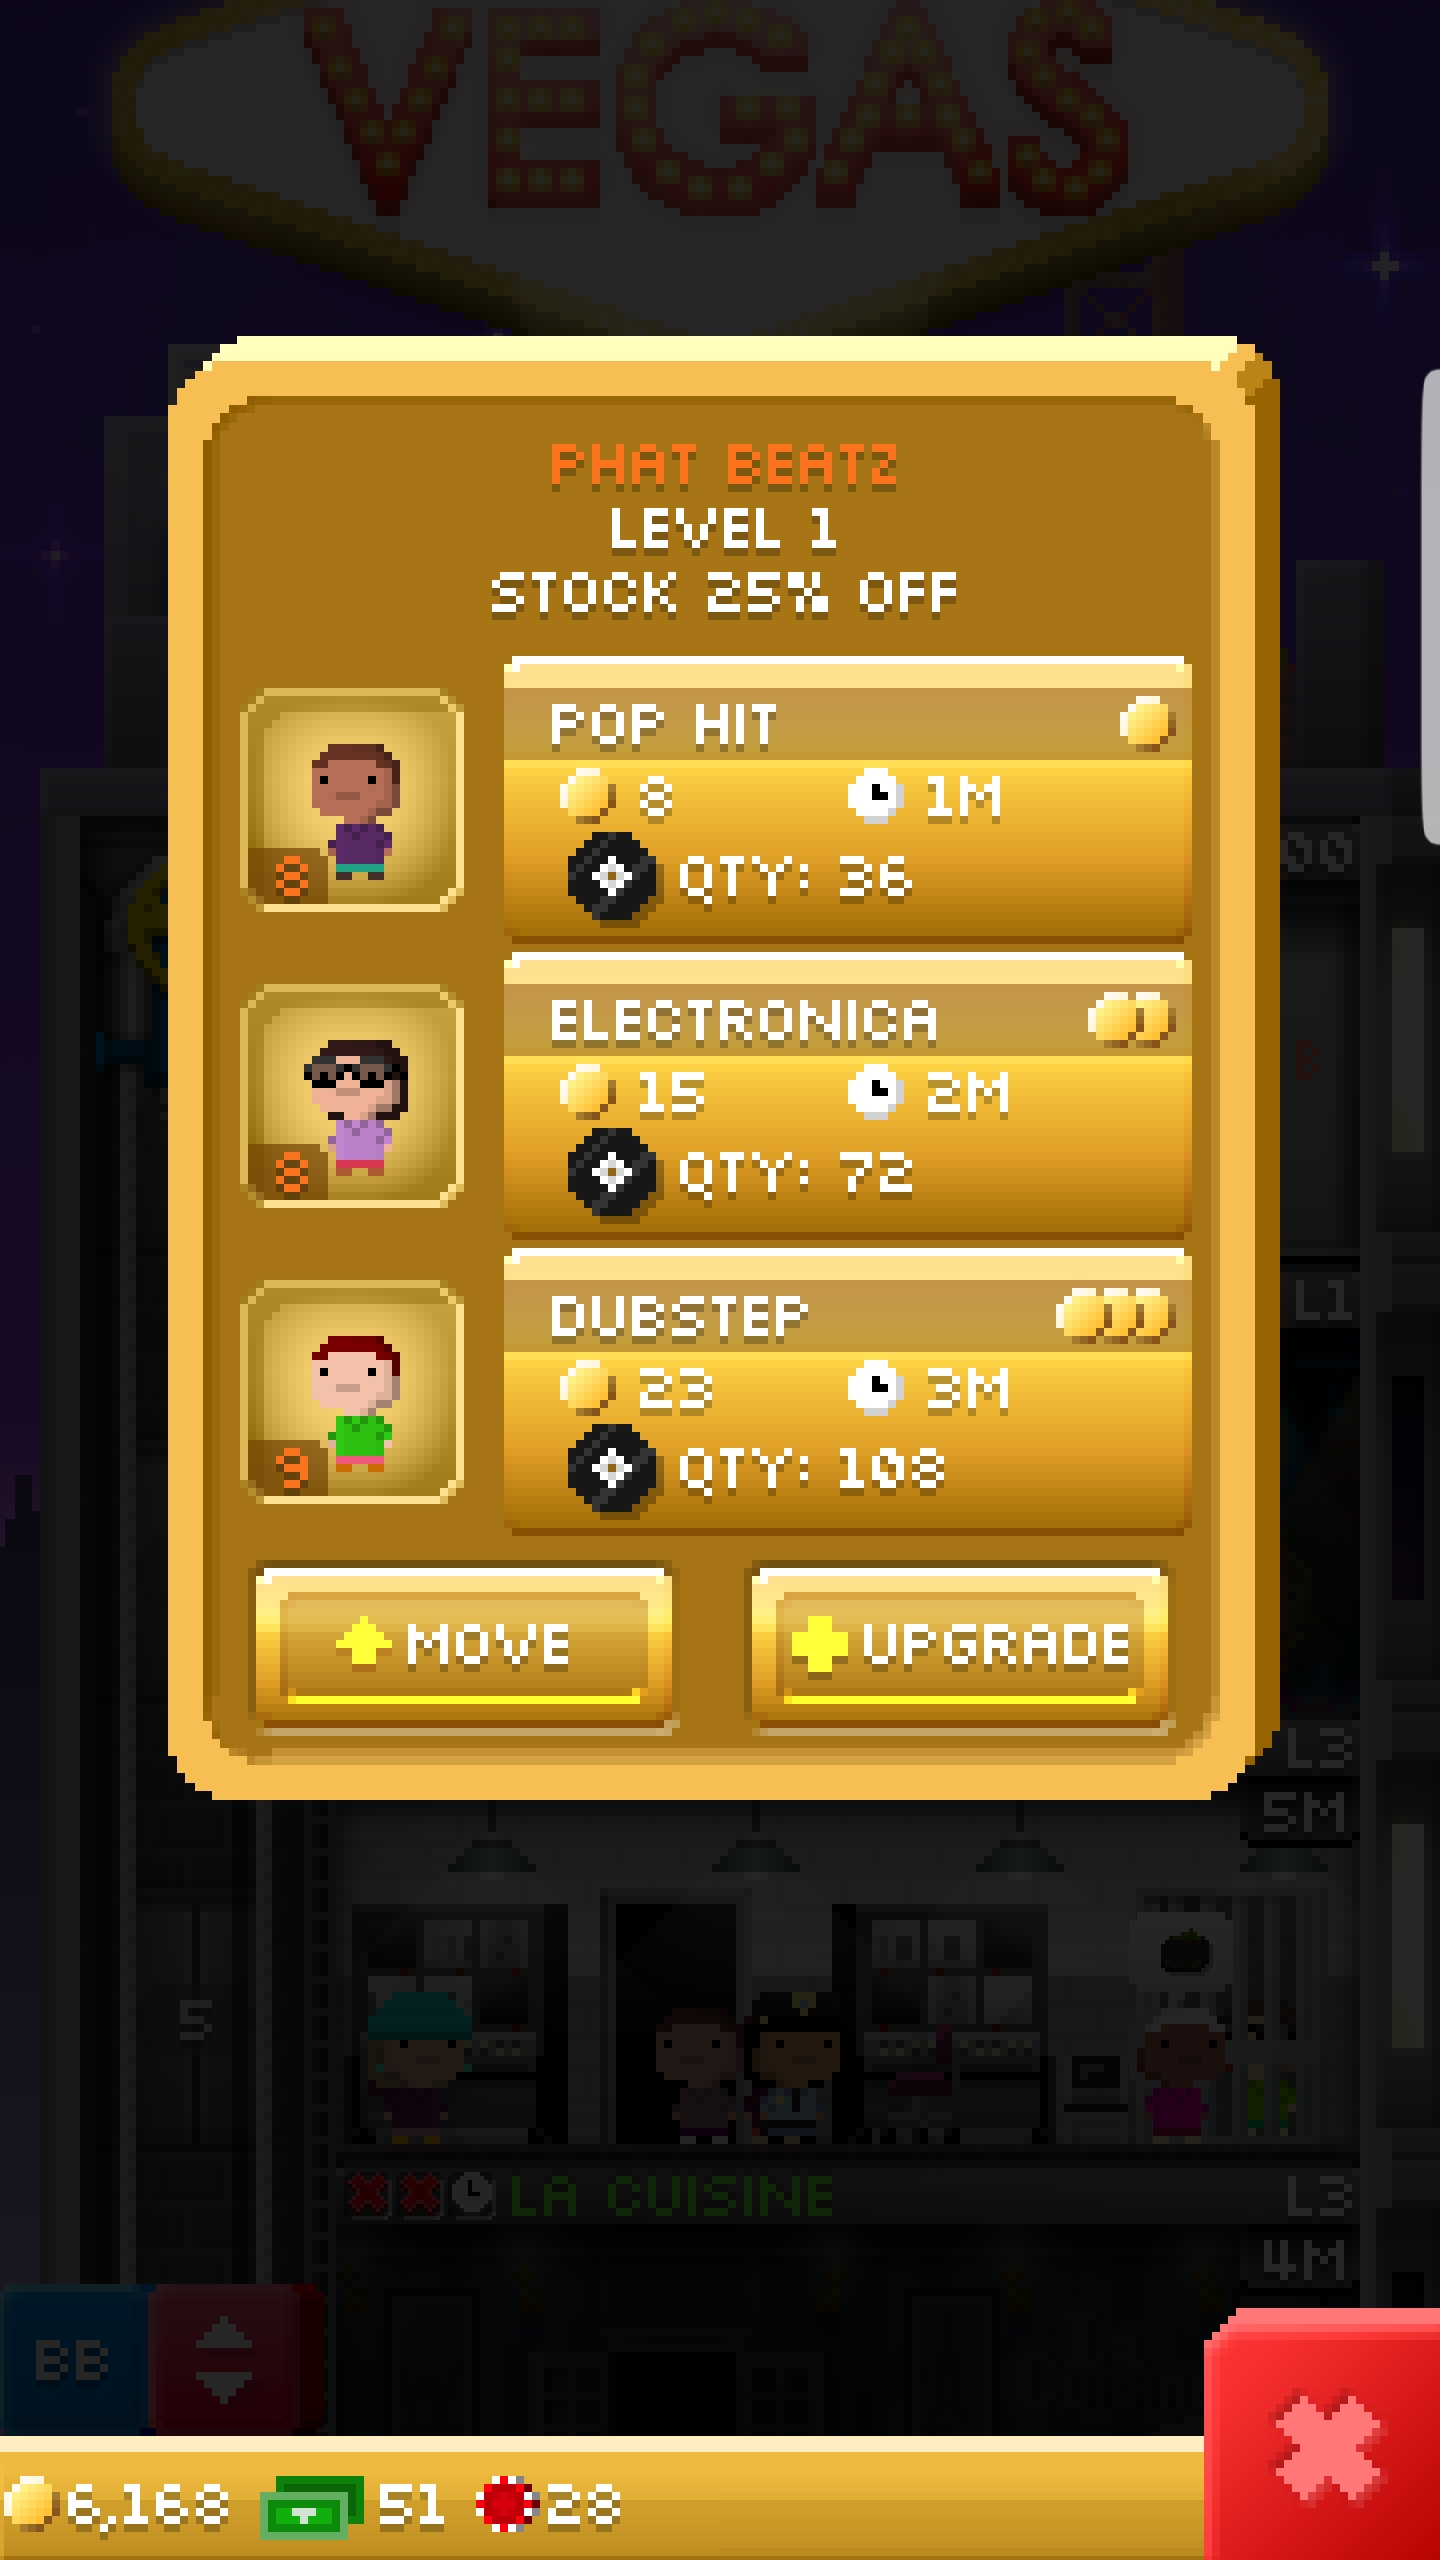 VEGAS
PHAT BEATZ
LEVEL 1
STOCK 25% OFF
POP HIT
8 1M
8 QTY: 36
ELECTRONICA
15 2M
8 QTY: 72
DUBSTEP
23 3M
9 QTY: 108
MOVE UPGRADE
00
B
L1
L3
5M
5
LA CUISINE L3
4M
BB
6,168 51 28